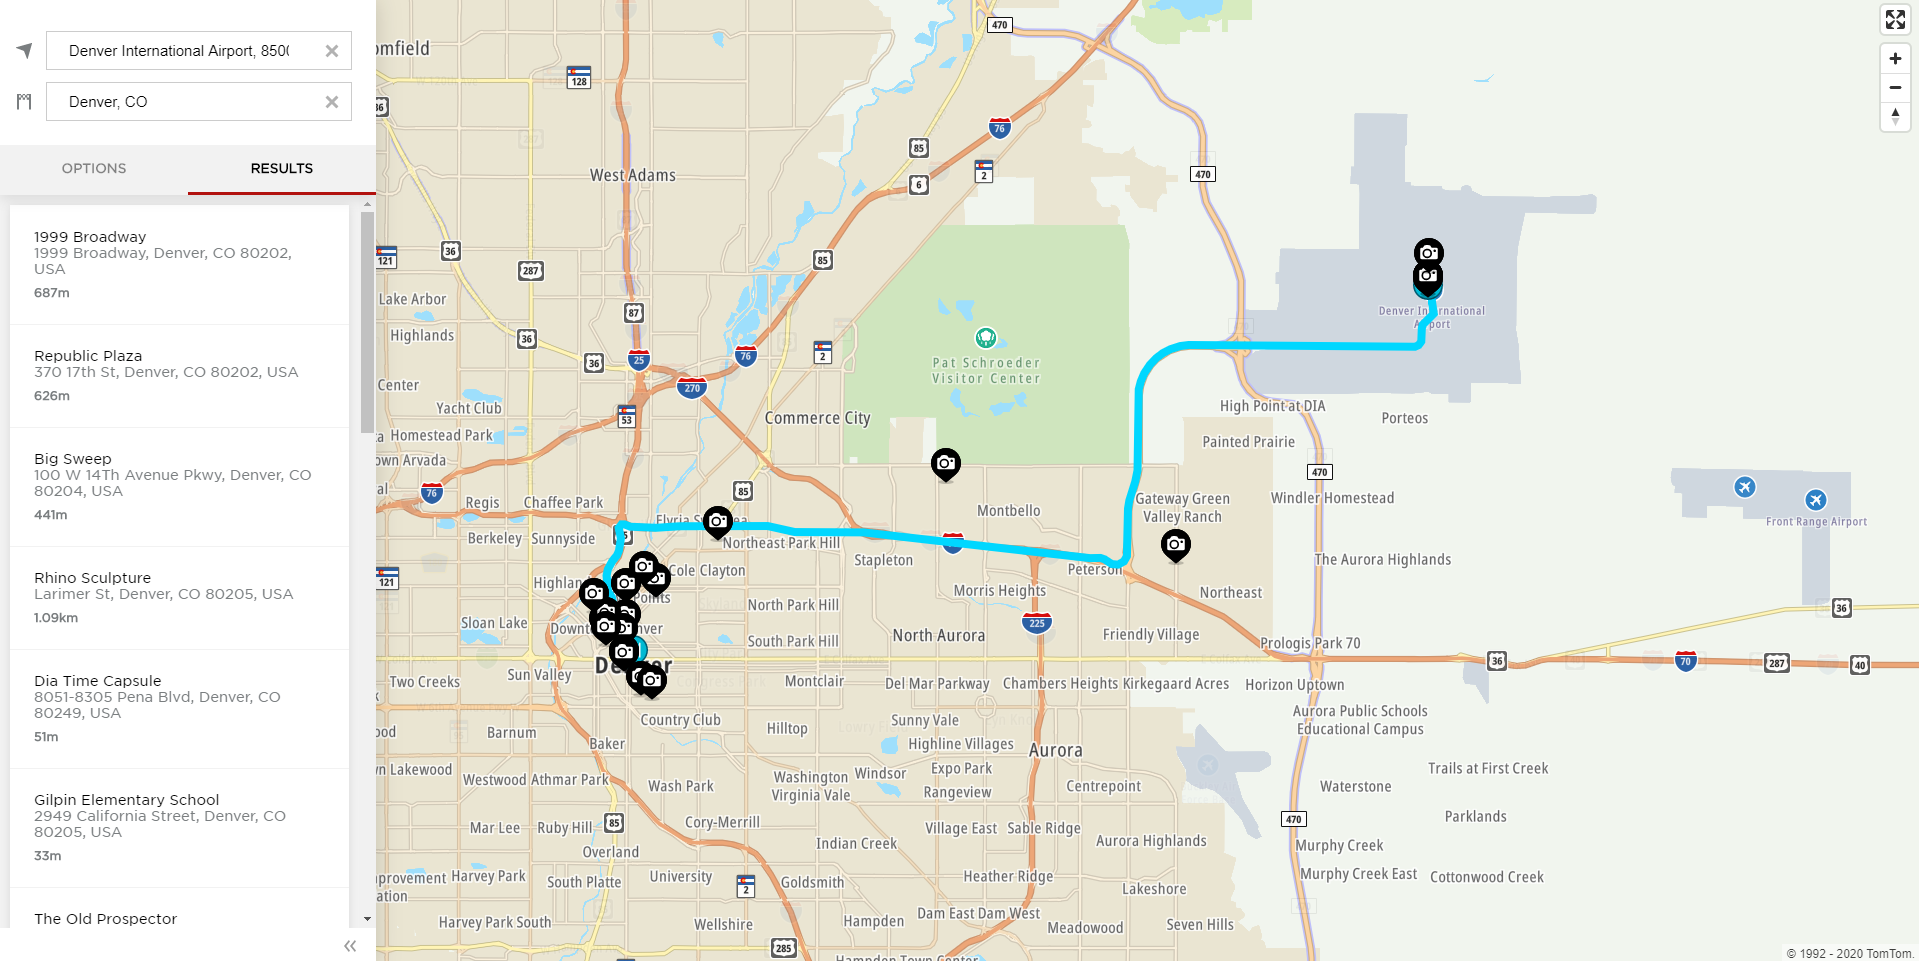 Denver International Airport, 850
Denver, CO
OPTIONS
RESULTS
1999 Broadway
1999 Broadway, Denver, CO 80202,
USA
687m
Republic Plaza
370 17th St, Denver, CO 80202, USA
626m
Big Sweep
100 W 14Th Avenue Pkwy, Denver, CO
80204, USA
441m
Rhino Sculpture
Larimer St, Denver, CO 80205, USA
1.09km
Dia Time Capsule
8051-8305 Pena Blvd, Denver, CO
80249, USA
51m
Gilpin Elementary School
2949 California Street, Denver, CO
80205, USA
33m
The Old Prospector
omfield
470
128
36
76
85
2
6
470
West Adams
121
36
287
85
Lake Arbor
87
Highlands
36
36
25
76
2
Denver International
Airport
Pat Schroeder
Visitor Center
270
Center
Yacht Club
53
Commerce City
High Point at DIA
Porteos
Homestead Park
Painted Prairie
own Arvada
470
76
85
Regis
Chaffee Park
Gateway Green
Valley Ranch
Windler Homestead
Montbello
Front Range Airport
Berkeley
Sunnyside
Northeast Park Hill
Stapleton
Peterson
The Aurora Highlands
121
Cole
Clayton
Morris Heights
Northeast
North Park Hill
36
Sloan Lake
225
South Park Hill
North Aurora
Friendly Village
Prologis Park 70
36
70
287
40
Sun Valley
Two Creeks
Montclair
Del Mar Parkway
Chambers Heights
Kirkegaard Acres
Horizon Uptown
Country Club
Hilltop
Sunny Vale
Aurora Public Schools
Educational Campus
Barnum
Baker
Highline Villages
Aurora
wn Lakewood
Westwood
Athmar Park
Wash Park
Washington
Virginia Vale
Windsor
Expo Park
Rangeview
Centrepoint
Trails at First Creek
Waterstone
85
Mar Lee
Ruby Hill
Cory-Merrill
Village East
Sable Ridge
470
Parklands
Overland
Indian Creek
Aurora Highlands
Murphy Creek
Harvey Park
South Platte
University
2
Goldsmith
Heather Ridge
Lakeshore
Murphy Creek East
Cottonwood Creek
Harvey Park South
Wellshire
Hampden
Dam East
Dam West
Meadowood
Seven Hills
285
Hampden Town Center
© 1992 - 2020 TomTom.